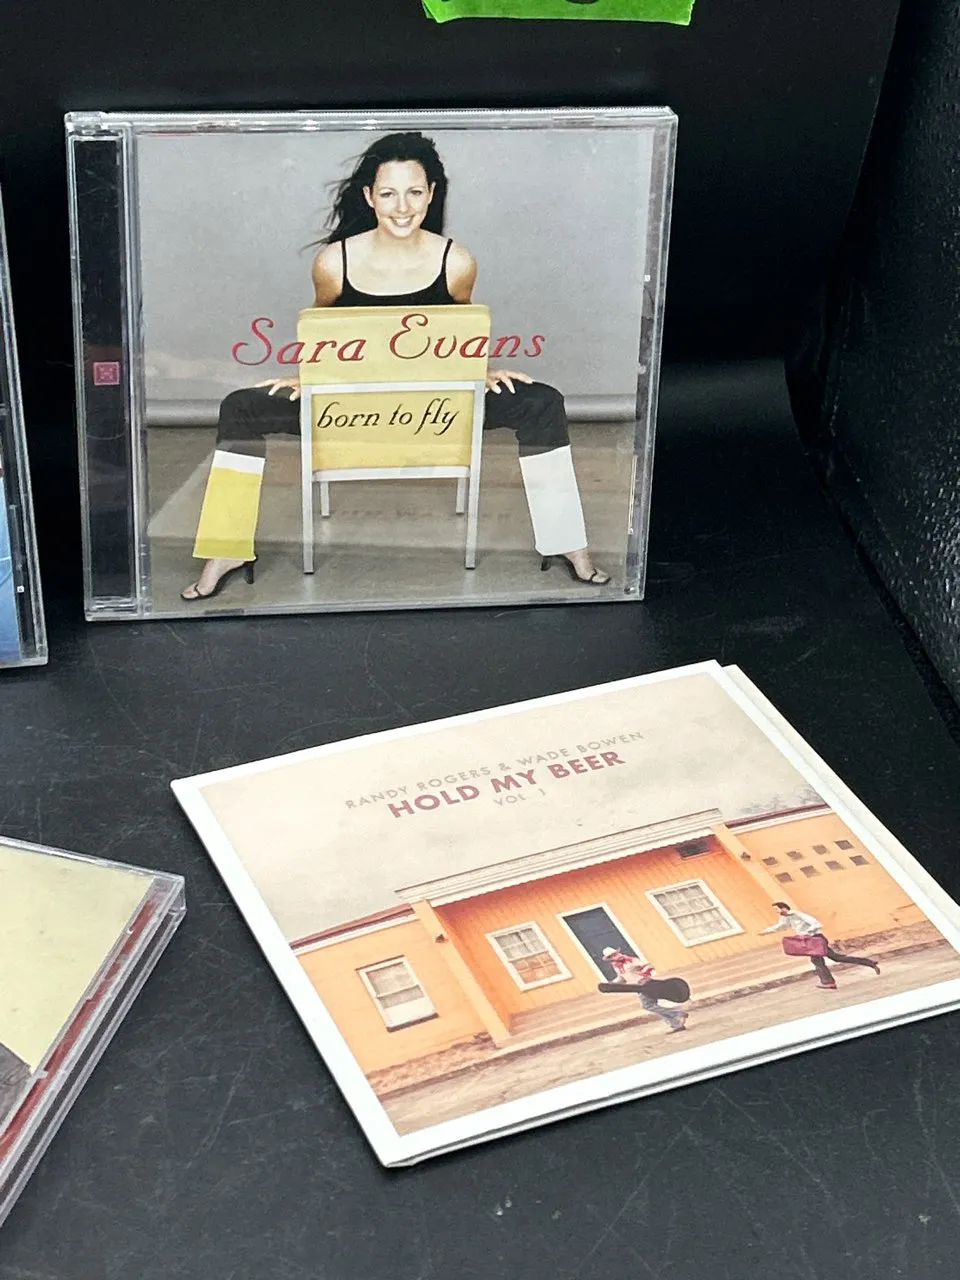 Sara Evans
born to fly
RANDY ROGERS & WADE BOWEN
HOLD MY BEER
VOL. 1